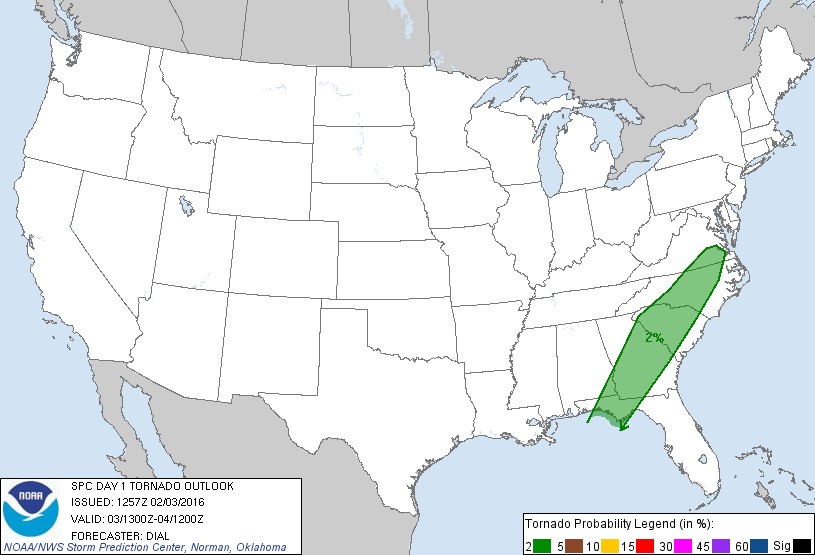 2%
NOAA
SPC DAY 1 TORNADO OUTLOOK
ISSUED: 1257Z 02/03/2016
VALID: 03/1300Z-04/1200Z
FORECASTER: DIAL
NOAA/NWS Storm Prediction Center, Norman, Oklahoma
Tornado Probability Legend (in %):
2 5 10 15 30 45 60 Sig